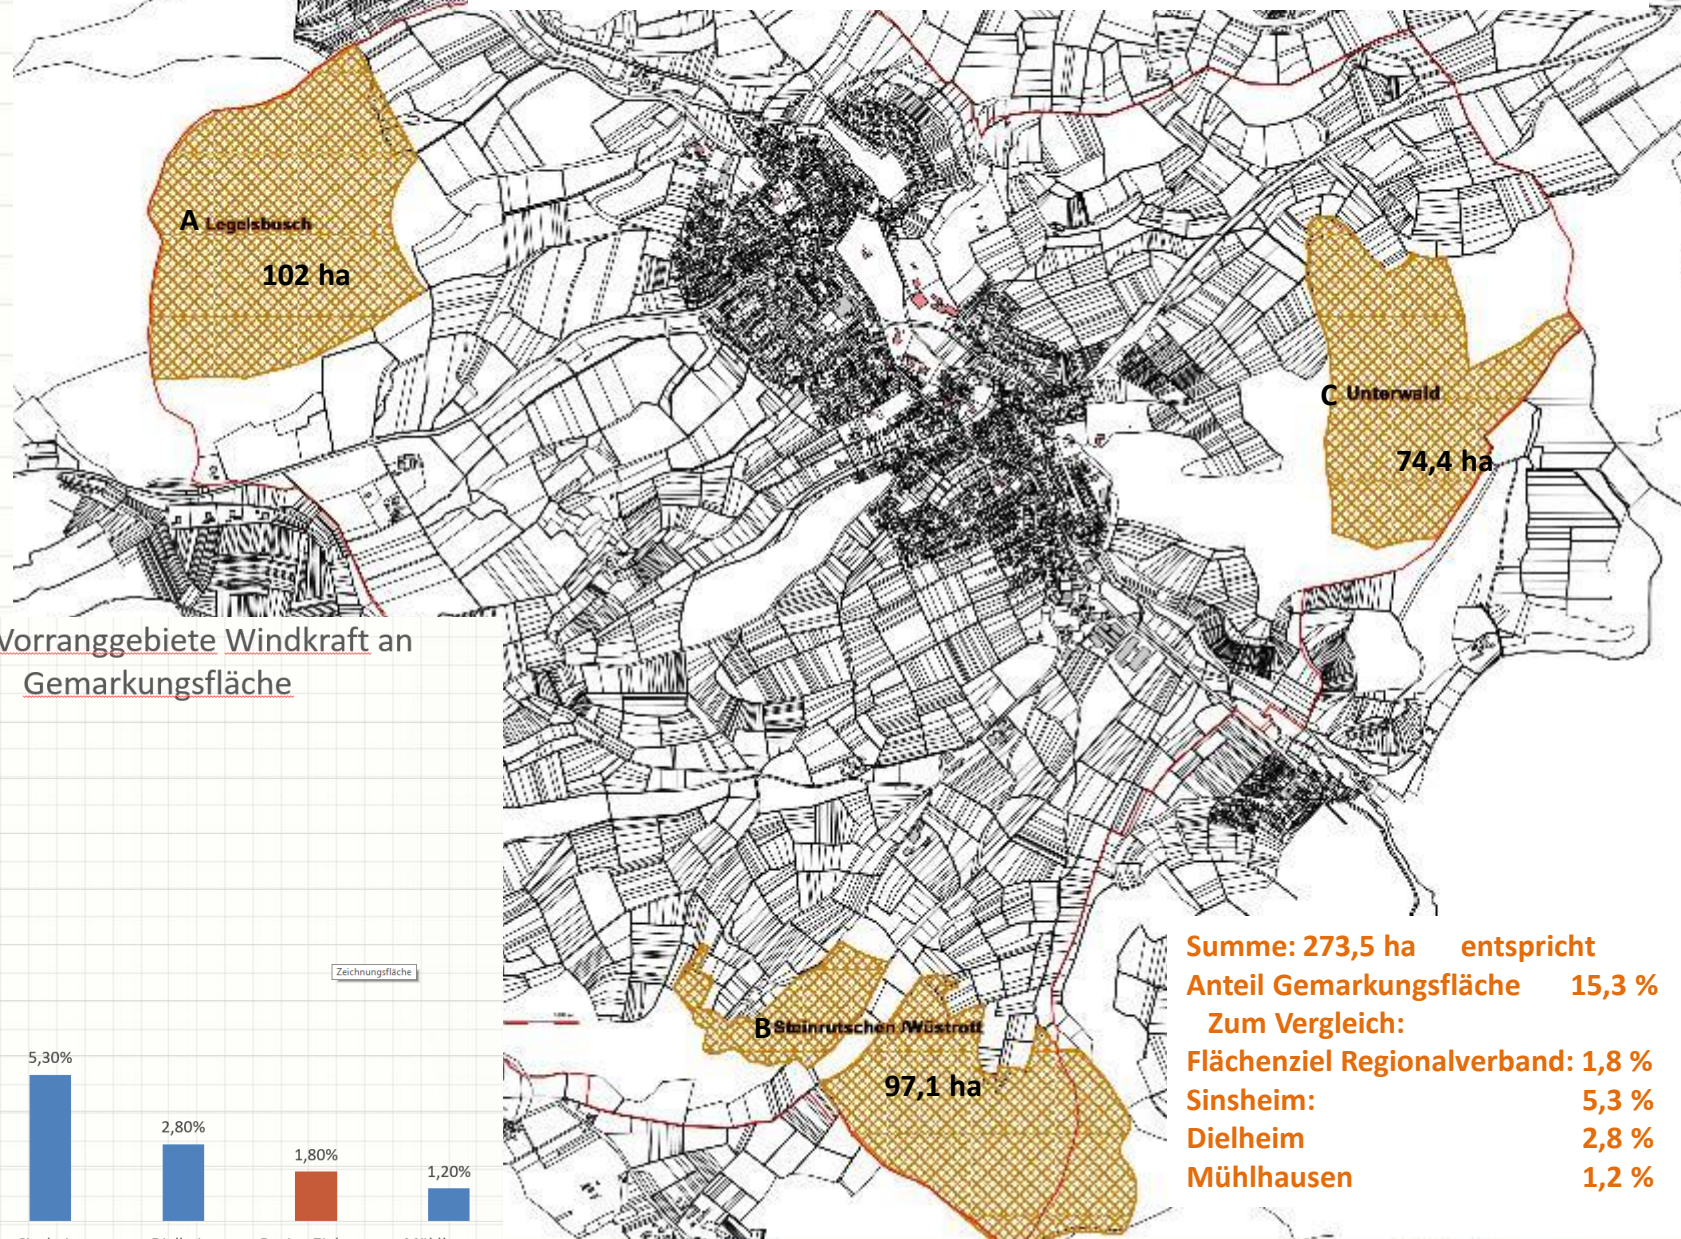 A Legelsbusch
102 ha
C Unterwald
74,4 ha
Vorranggebiete Windkraft an
Gemarkungsfläche
Zeichnungsfläche
5,30%
2,80%
1,80%
1,20%
B Steinrutschen /Wüstrott
97,1 ha
Summe: 273,5 ha entspricht
Anteil Gemarkungsfläche 15,3 %
Zum Vergleich:
Flächenziel Regionalverband: 1,8 %
Sinsheim: 5,3 %
Dielheim 2,8 %
Mühlhausen 1,2 %